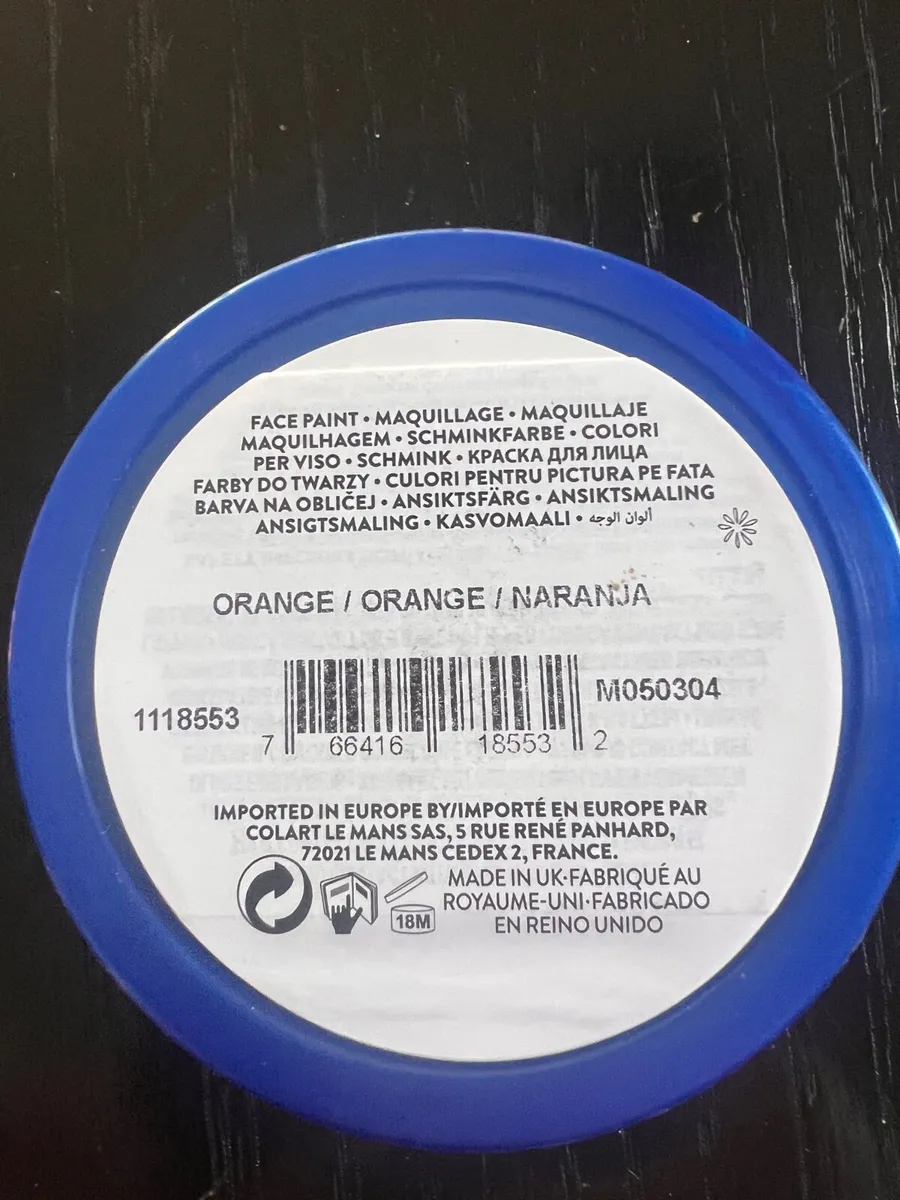 FACE PAINT • MAQUILLAGE • MAQUILLAJE
MAQUILHAGEM • SCHMINKFARBE • COLORI
PER VISO • SCHMINK • КРАСКА ДЛЯ ЛИЦА
FARBY DO TWARZY • CULORI PENTRU PICTURA PE FATA
BARVA NA OBLIČEJ • ANSIKTSFÄRG • ANSIKTSMALING
ANSIGTSMALING • KASVOMAALI • ألوان الوجه
ORANGE / ORANGE / NARANJA
1118553
M050304
7 66416 18553 2
IMPORTED IN EUROPE BY/IMPORTÉ EN EUROPE PAR
COLART LE MANS SAS, 5 RUE RENÉ PANHARD,
72021 LE MANS CEDEX 2, FRANCE.
18M
MADE IN UK·FABRIQUÉ AU
ROYAUME-UNI·FABRICADO
EN REINO UNIDO